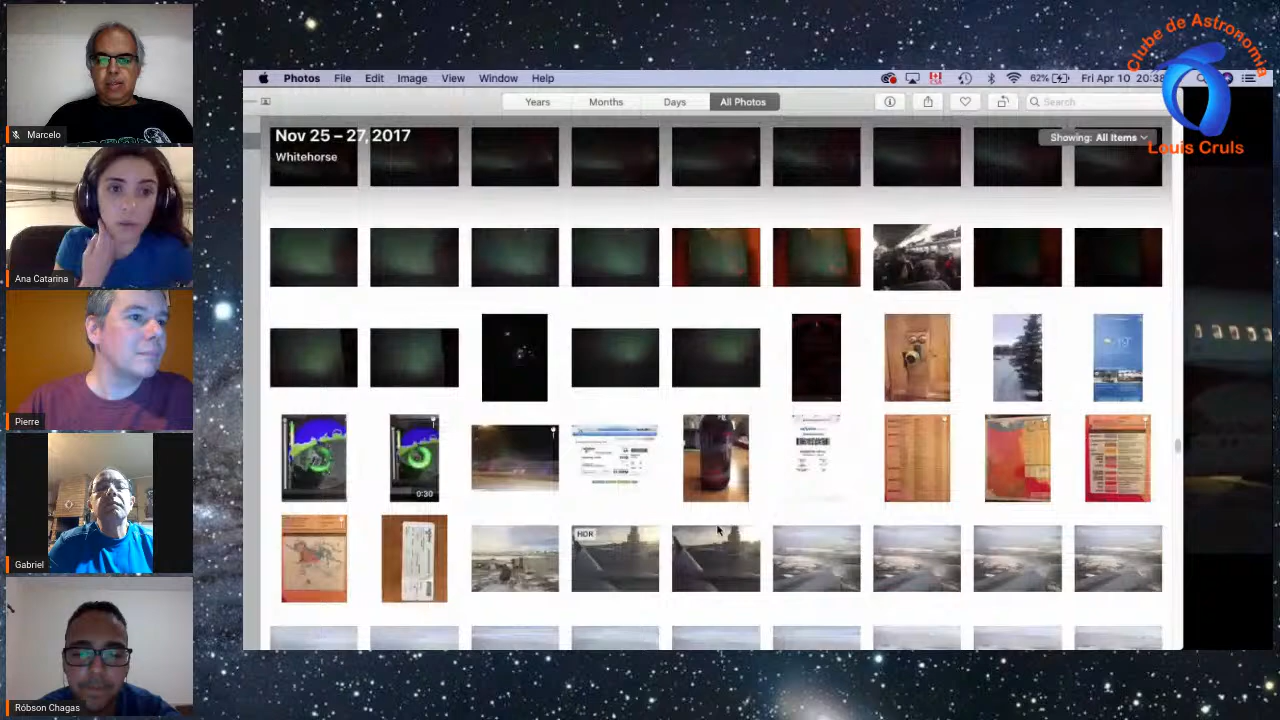 Marcelo
Ana Catarina
Pierre
Gabriel
Róbson Chagas
Clube de Astronomia
Louis Cruls
Photos File Edit Image View Window Help
62% Fri Apr 10 20:38
Years Months Days All Photos
Search
Nov 25 – 27, 2017
Whitehorse
Showing: All Items
0:30
HDR